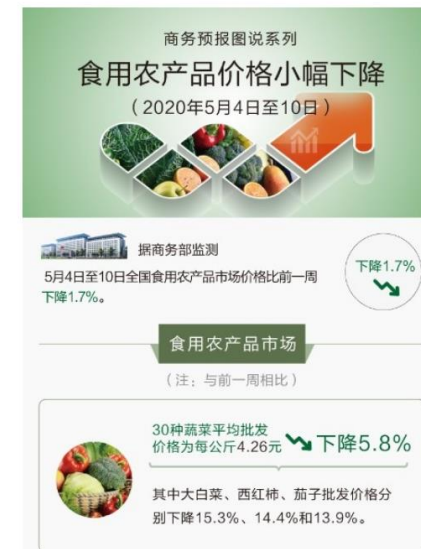 商务预报图说系列
食用农产品价格小幅下降
（2020年5月4日至10日）
据商务部监测
5月4日至10日全国食用农产品市场价格比前一周
下降1.7%。
下降1.7%
食用农产品市场
（注：与前一周相比）
30种蔬菜平均批发
价格为每公斤4.26元
下降5.8%
其中大白菜、西红柿、茄子批发价格分
别下降15.3%、14.4%和13.9%。